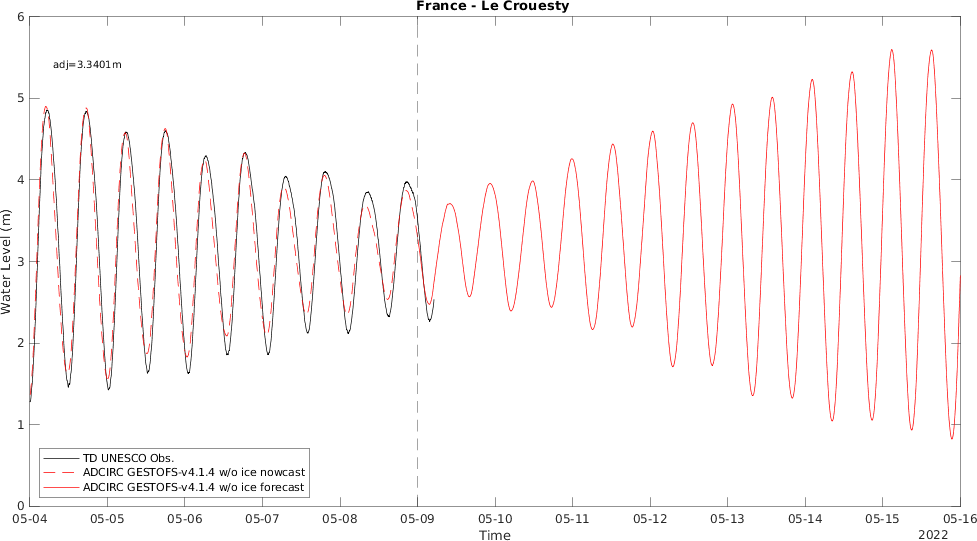 France - Le Crouesty
6
adj=3.3401m
5
4
3
2
1
0
Water Level (m)
TD UNESCO Obs.
ADCIRC GESTOFS-v4.1.4 w/o ice nowcast
ADCIRC GESTOFS-v4.1.4 w/o ice forecast
05-04 05-05 05-06 05-07 05-08 05-09 05-10 05-11 05-12 05-13 05-14 05-15 05-16
Time
2022